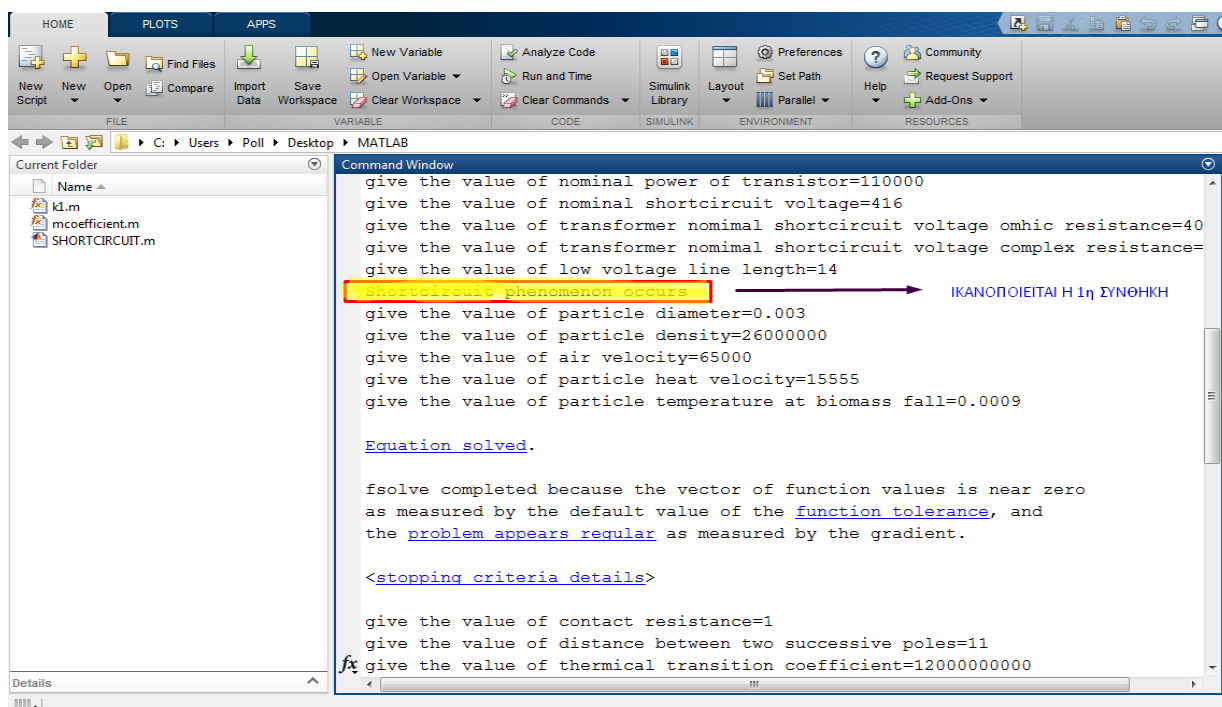 HOME PLOTS APPS
New Script
New
Open
Find Files
Compare
Import Data
Save Workspace
New Variable
Open Variable
Clear Workspace
Analyze Code
Run and Time
Clear Commands
Simulink Library
Layout
Preferences
Set Path
Parallel
? Help
Community
Request Support
Add-Ons
FILE VARIABLE CODE SIMULINK ENVIRONMENT RESOURCES
C: Users Poll Desktop MATLAB
Current Folder
Name
k1.m
mcoefficient.m
SHORTCIRCUIT.m
Details
Command Window
give the value of nominal power of transistor=110000
give the value of nominal shortcircuit voltage=416
give the value of transformer nomimal shortcircuit voltage omhic resistance=40
give the value of transformer nomimal shortcircuit voltage complex resistance=
give the value of low voltage line length=14
Shortcircuit phenomenon occurs ΙΚΑΝΟΠΟΙΕΙΤΑΙ Η 1η ΣΥΝΘΗΚΗ
give the value of particle diameter=0.003
give the value of particle density=26000000
give the value of air velocity=65000
give the value of particle heat velocity=15555
give the value of particle temperature at biomass fall=0.0009
Equation solved.
fsolve completed because the vector of function values is near zero
as measured by the default value of the function tolerance, and
the problem appears regular as measured by the gradient.
<stopping criteria details>
give the value of contact resistance=1
give the value of distance between two successive poles=11
fx give the value of thermical transition coefficient=12000000000